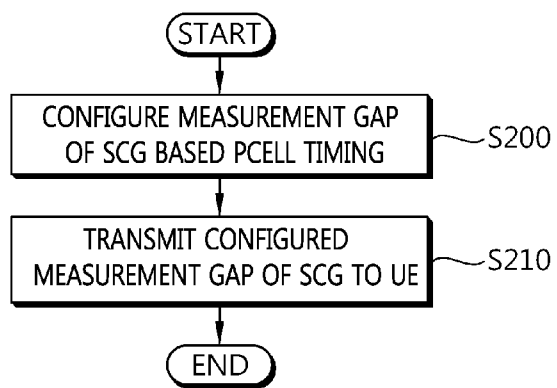 START
CONFIGURE MEASUREMENT GAP
OF SCG BASED PCELL TIMING
S200
TRANSMIT CONFIGURED
MEASUREMENT GAP OF SCG TO UE
S210
END